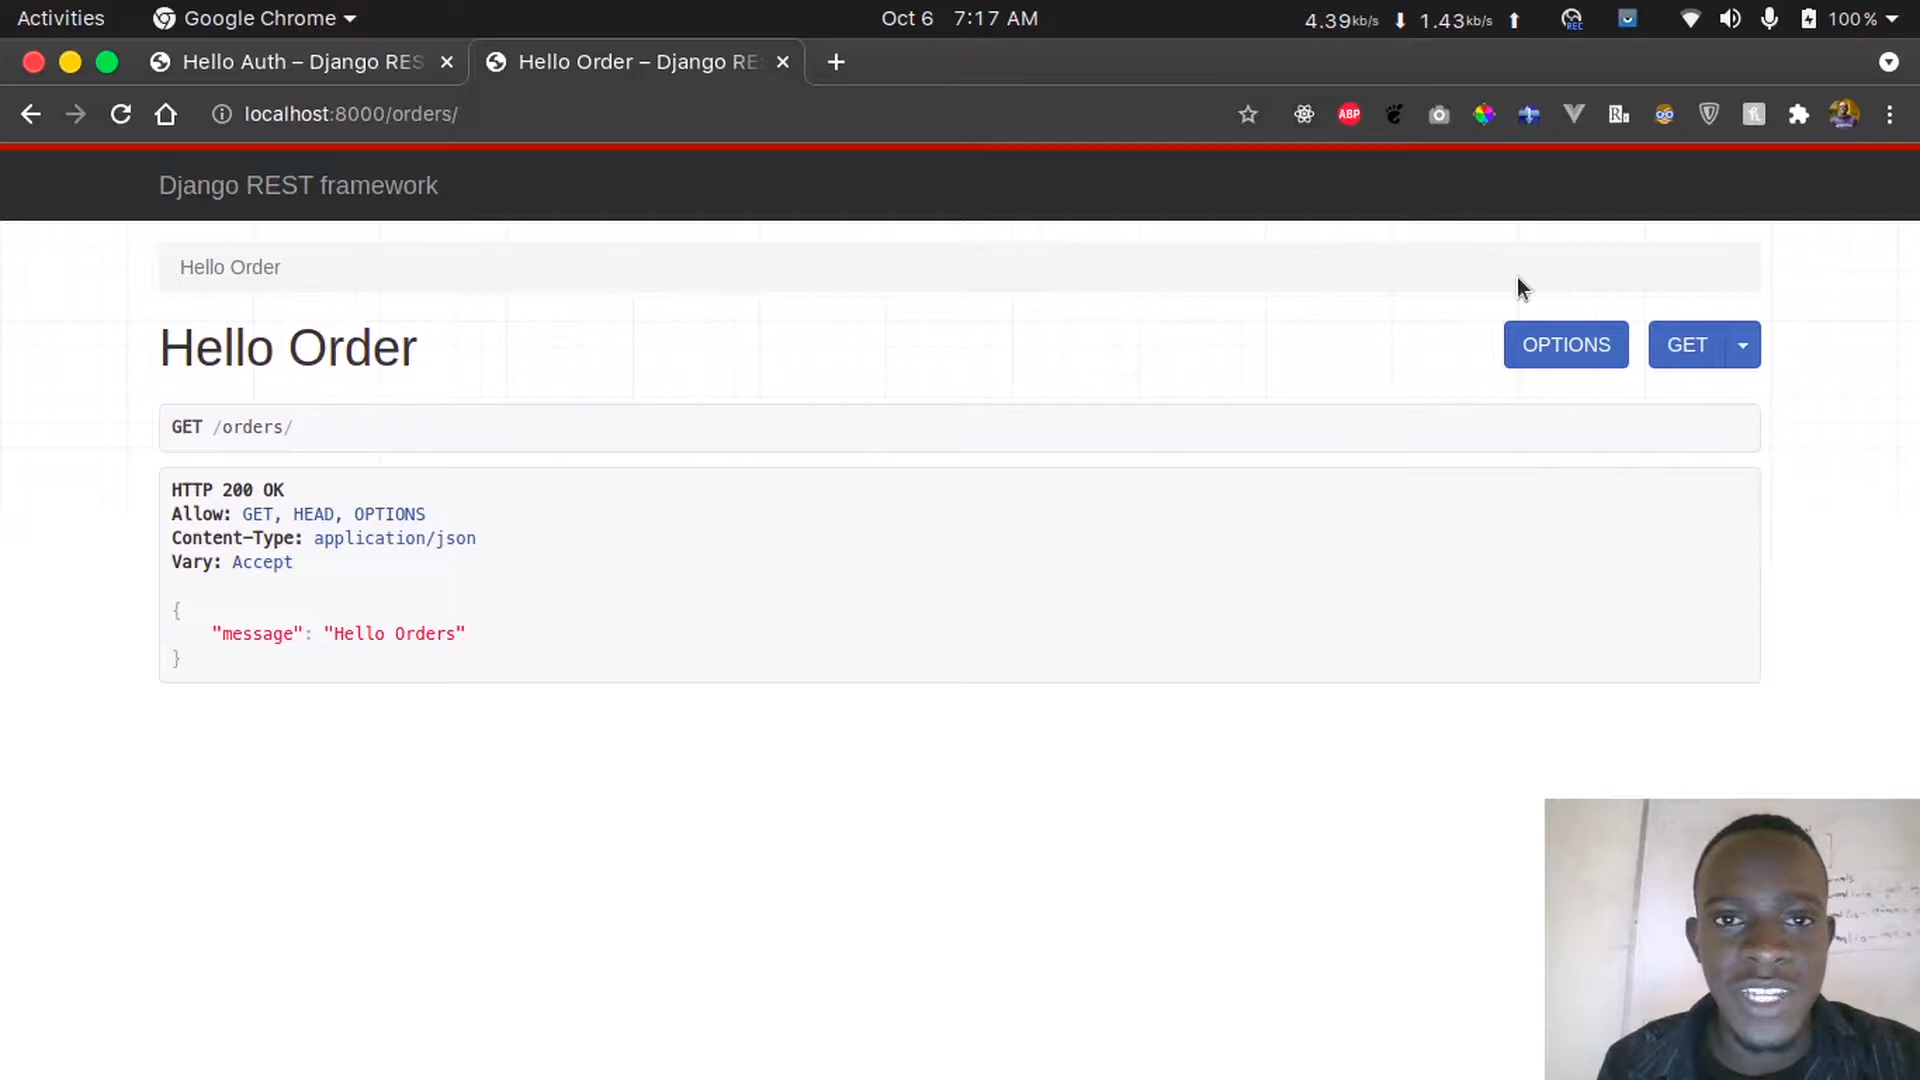 Activities Google Chrome Oct 6 7:17 AM 4.39kb/s 1.43kb/s REC 100%
Hello Auth – Django RES Hello Order – Django RE
localhost:8000/orders/ ABP
Django REST framework
Hello Order
Hello Order OPTIONS GET
GET /orders/
HTTP 200 OK
Allow: GET, HEAD, OPTIONS
Content-Type: application/json
Vary: Accept
{
"message": "Hello Orders"
}